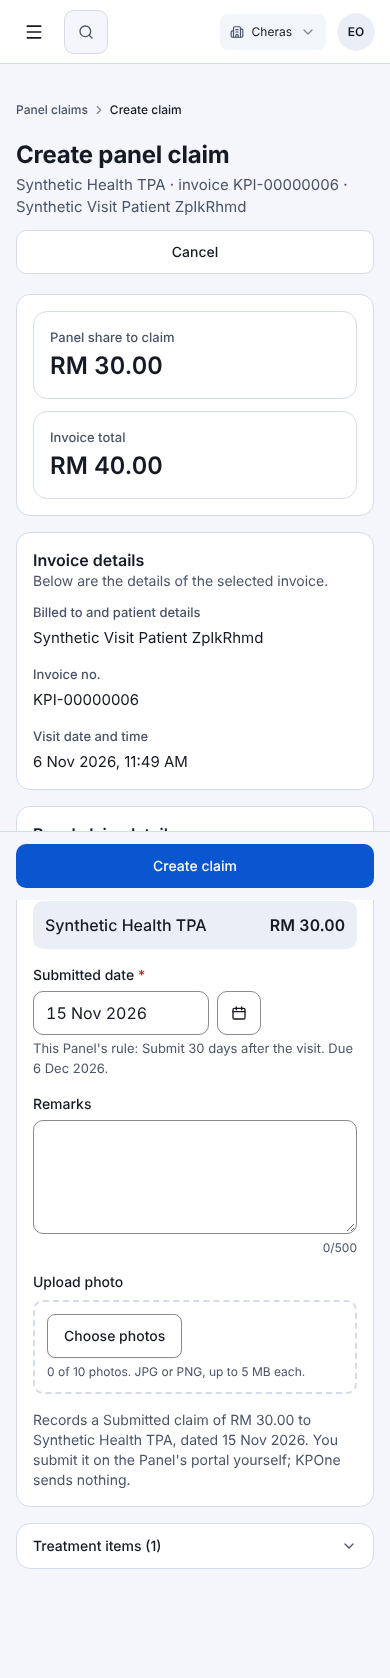 Cheras
EO
Panel claims
Create claim
Create panel claim
Synthetic Health TPA · invoice KPI-00000006 ·
Synthetic Visit Patient ZpIkRhmd
Cancel
Panel share to claim
RM 30.00
Invoice total
RM 40.00
Invoice details
Below are the details of the selected invoice.
Billed to and patient details
Synthetic Visit Patient ZpIkRhmd
Invoice no.
KPI-00000006
Visit date and time
6 Nov 2026, 11:49 AM
Create claim
Synthetic Health TPA RM 30.00
Submitted date *
15 Nov 2026
This Panel's rule: Submit 30 days after the visit. Due
6 Dec 2026.
Remarks
0/500
Upload photo
Choose photos
0 of 10 photos. JPG or PNG, up to 5 MB each.
Records a Submitted claim of RM 30.00 to
Synthetic Health TPA, dated 15 Nov 2026. You
submit it on the Panel's portal yourself; KPOne
sends nothing.
Treatment items (1)